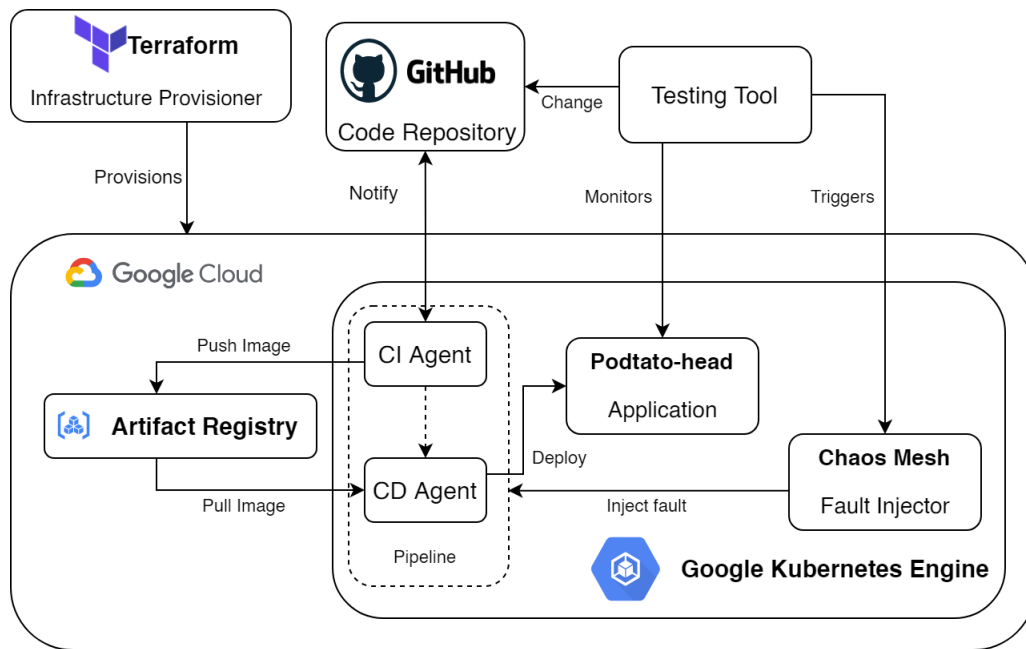 Terraform
Infrastructure Provisioner
GitHub
Code Repository
Change
Testing Tool
Provisions
Notify
Monitors
Triggers
Google Cloud
Push Image
CI Agent
Podtato-head
Application
Artifact Registry
Deploy
Chaos Mesh
Fault Injector
CD Agent
Pull Image
Inject fault
Pipeline
Google Kubernetes Engine